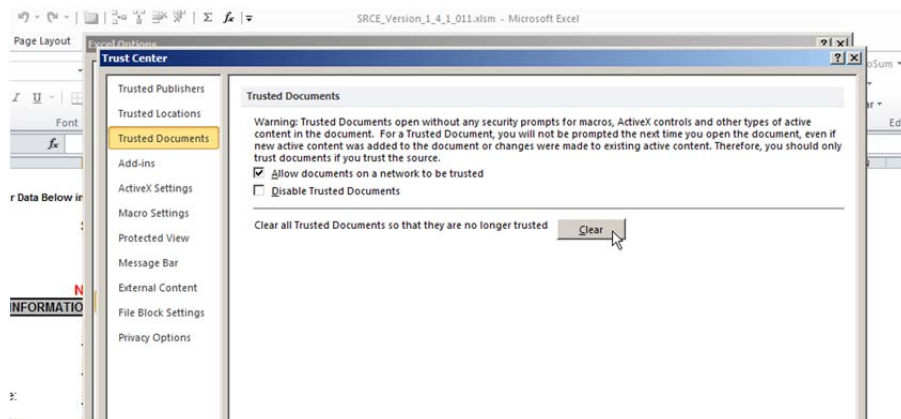 SRCE_Version_1_4_1_011.xlsm - Microsoft Excel
Page Layout
Excel Options
Trust Center
Font
r Data Below in
INFORMATIO
Trusted Publishers
Trusted Locations
Trusted Documents
Add-ins
ActiveX Settings
Macro Settings
Protected View
Message Bar
External Content
File Block Settings
Privacy Options
Trusted Documents
Warning: Trusted Documents open without any security prompts for macros, ActiveX controls and other types of active
content in the document. For a Trusted Document, you will not be prompted the next time you open the document, even if
new active content was added to the document or changes were made to existing active content. Therefore, you should only
trust documents if you trust the source.
Allow documents on a network to be trusted
Disable Trusted Documents
Clear all Trusted Documents so that they are no longer trusted
Clear
oSum
Ed